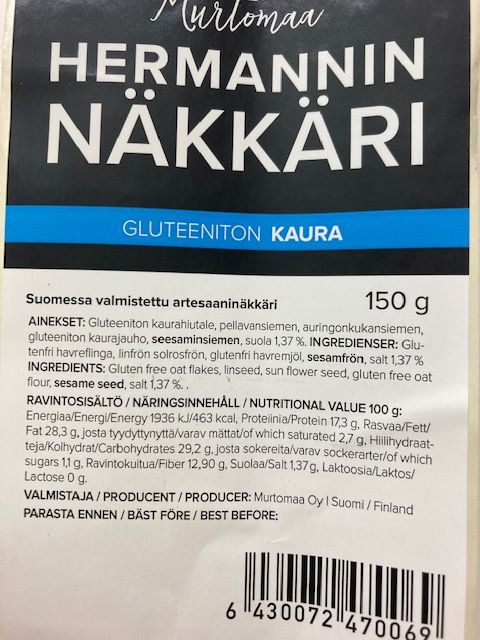 Murtomaa
HERMANNIN
NÄKKÄRI
GLUTEENITON KAURA
Suomessa valmistettu artesaaninäkkäri 150 g
AINEKSET: Gluteeniton kaurahiutale, pellavansiemen, auringonkukansiemen,
gluteeniton kaurajauho, seesaminsiemen, suola 1,37 %. INGREDIENSER: Glu-
tenfri havreflinga, linfrön solrosfrön, glutenfri havremjöl, sesamfrön, salt 1,37 %
INGREDIENTS: Gluten free oat flakes, linseed, sun flower seed, gluten free oat
flour, sesame seed, salt 1,37 %. .
RAVINTOSISÄLTÖ / NÄRINGSINNEHÅLL / NUTRITIONAL VALUE 100 g:
Energiaa/Energi/Energy 1936 kJ/463 kcal, Proteiinia/Protein 17,3 g, Rasvaa/Fett/
Fat 28,3 g, josta tyydyttynyttä/varav mättat/of which saturated 2,7 g, Hiilihydraat-
teja/Kolhydrat/Carbohydrates 29,2 g, josta sokereita/varav sockerarter/of which
sugars 1,1 g, Ravintokuitua/Fiber 12,90 g, Suolaa/Salt 1,37 g, Laktoosia/Laktos/
Lactose 0 g.
VALMISTAJA / PRODUCENT / PRODUCER: Murtomaa Oy I Suomi / Finland
PARASTA ENNEN / BÄST FÖRE / BEST BEFORE:
6 430072 470069